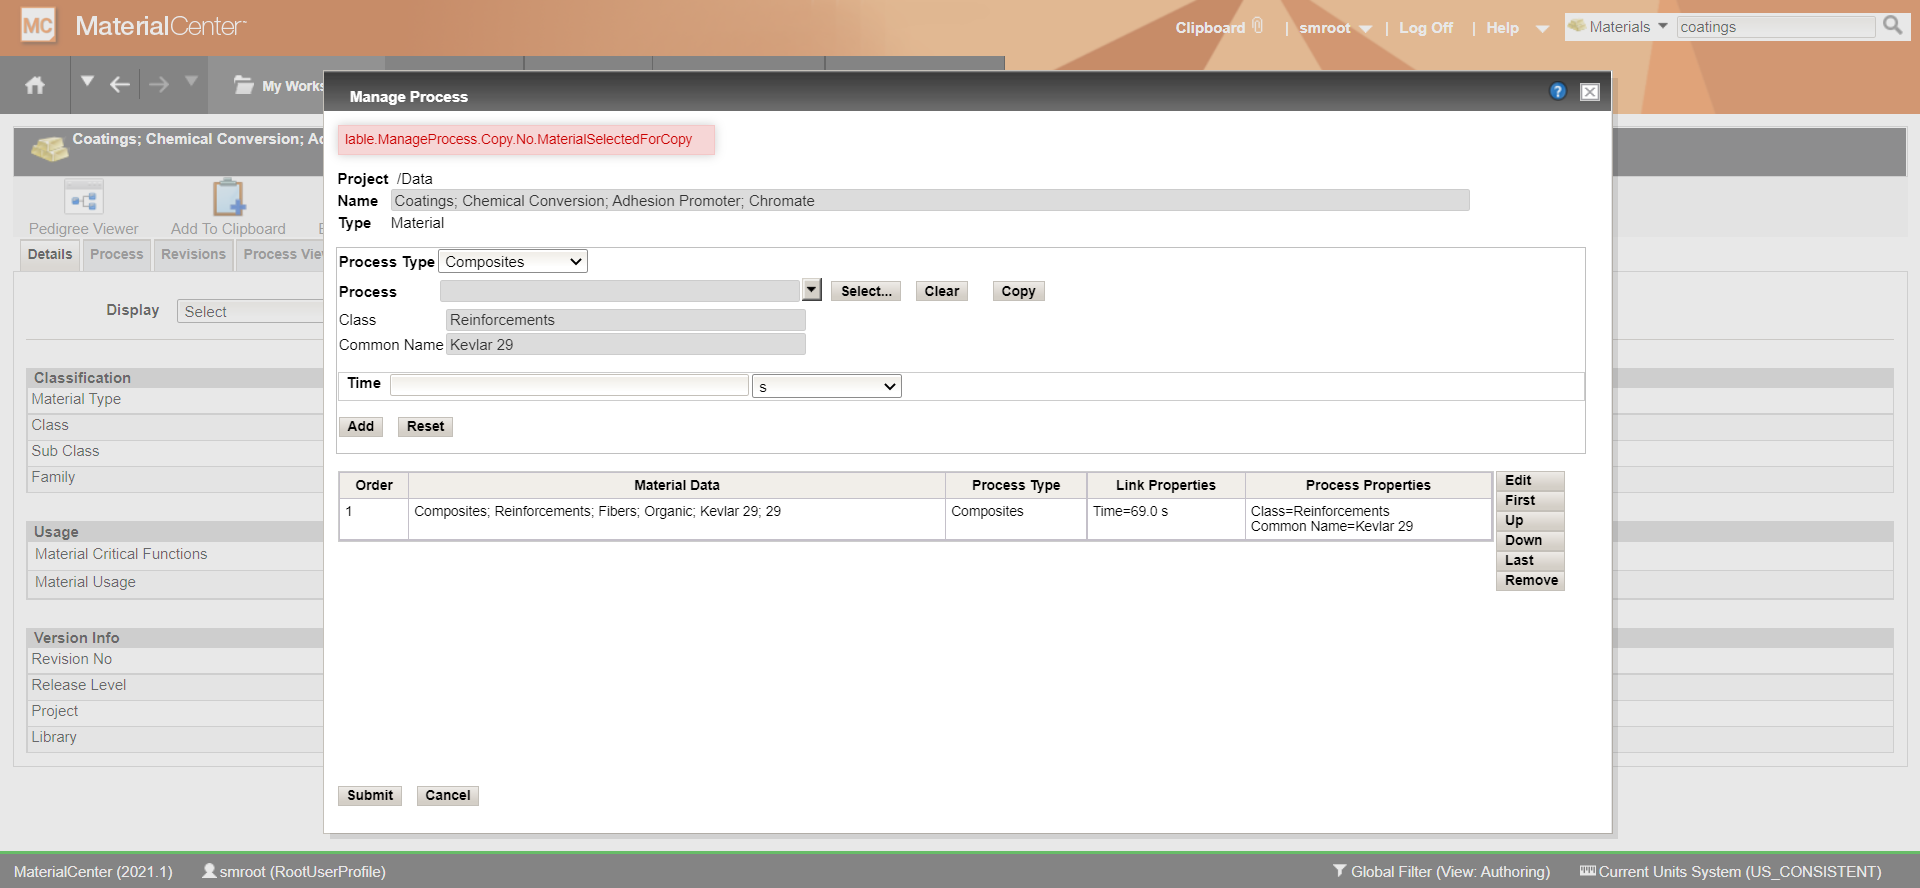 MC MaterialCenter
Clipboard | smroot | Log Off | Help Materials coatings
My Works
Manage Process
Coatings; Chemical Conversion; Ad
Pedigree Viewer Add To Clipboard E
Details Process Revisions Process View
Display Select
Classification
Material Type
Class
Sub Class
Family
Usage
Material Critical Functions
Material Usage
Version Info
Revision No
Release Level
Project
Library
lable.ManageProcess.Copy.No.MaterialSelectedForCopy
Project /Data
Name Coatings; Chemical Conversion; Adhesion Promoter; Chromate
Type Material
Process Type Composites
Process Select... Clear Copy
Class Reinforcements
Common Name Kevlar 29
Time s
Add Reset
Order Material Data Process Type Link Properties Process Properties
1 Composites; Reinforcements; Fibers; Organic; Kevlar 29; 29 Composites Time=69.0 s Class=Reinforcements
Common Name=Kevlar 29
Edit
First
Up
Down
Last
Remove
Submit Cancel
MaterialCenter (2021.1) smroot (RootUserProfile) Global Filter (View: Authoring) Current Units System (US_CONSISTENT)